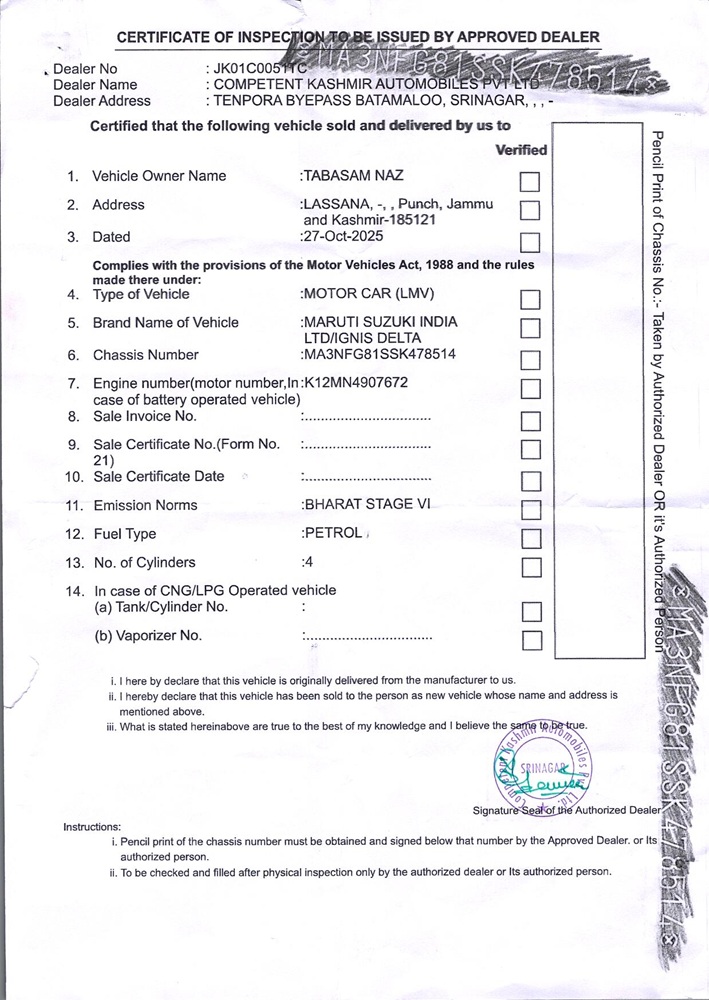 CERTIFICATE OF INSPECTION TO BE ISSUED BY APPROVED DEALER
*MA3NFG81SSK478514*
Dealer No : JK01C0051TC
Dealer Name : COMPETENT KASHMIR AUTOMOBILES PVT LTD
Dealer Address : TENPORA BYEPASS BATAMALOO, SRINAGAR, , , -
Certified that the following vehicle sold and delivered by us to
Verified
1. Vehicle Owner Name :TABASAM NAZ
2. Address :LASSANA, -, , Punch, Jammu
and Kashmir-185121
3. Dated :27-Oct-2025
Complies with the provisions of the Motor Vehicles Act, 1988 and the rules
made there under:
4. Type of Vehicle :MOTOR CAR (LMV)
5. Brand Name of Vehicle :MARUTI SUZUKI INDIA
LTD/IGNIS DELTA
6. Chassis Number :MA3NFG81SSK478514
7. Engine number(motor number,In :K12MN4907672
case of battery operated vehicle)
8. Sale Invoice No. :................................
9. Sale Certificate No.(Form No. :................................
21)
10. Sale Certificate Date :................................
11. Emission Norms :BHARAT STAGE VI
12. Fuel Type :PETROL
13. No. of Cylinders :4
14. In case of CNG/LPG Operated vehicle
(a) Tank/Cylinder No. :
(b) Vaporizer No. :................................
Pencil Print of Chassis No.:- Taken by Authorized Dealer OR it's Authorized Person
*MA3NFG81SSK478514*
i. I here by declare that this vehicle is originally delivered from the manufacturer to us.
ii. I hereby declare that this vehicle has been sold to the person as new vehicle whose name and address is
mentioned above.
iii. What is stated hereinabove are true to the best of my knowledge and I believe the same to be true.
Competent Kashmir Automobiles Pvt. Ltd.
SRINAGAR
Signature Seal of the Authorized Dealer
Instructions:
i. Pencil print of the chassis number must be obtained and signed below that number by the Approved Dealer. or Its
authorized person.
ii. To be checked and filled after physical inspection only by the authorized dealer or Its authorized person.